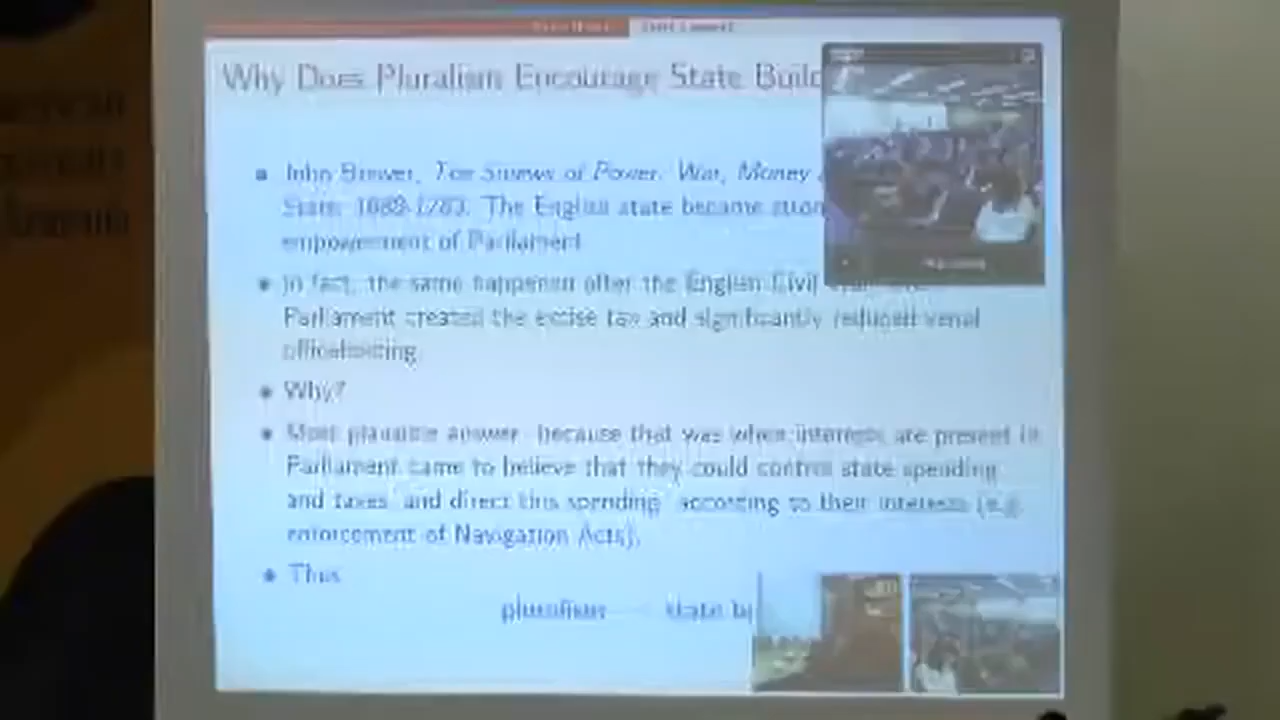 Why Does Pluralism Encourage State Build
John Brewer, The Sinews of Power: War, Money
State, 1688-1783. The English state became stron
empowerment of Parliament
In fact, the same happened after the English Civil
Parliament created the excise tax and significantly reduced venal
officeholding.
Why?
Most plausible answer: because that was when interests are present in
Parliament came to believe that they could control state spending
and taxes, and direct this spending according to their interests (e.g.
enforcement of Navigation Acts).
Thus
pluralism state bu